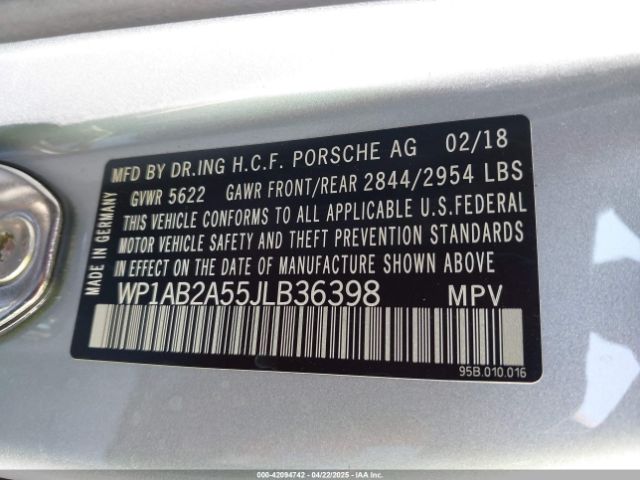 MADE IN GERMANY
MFD BY DR.ING H.C.F. PORSCHE AG 02/18
GVWR 5622 GAWR FRONT/REAR 2844/2954 LBS
THIS VEHICLE CONFORMS TO ALL APPLICABLE U.S.FEDERAL
MOTOR VEHICLE SAFETY AND THEFT PREVENTION STANDARDS
IN EFFECT ON THE DATE OF MANUFACTURE SHOWN ABOVE
WP1AB2A55JLB36398 MPV
95B.010.016
000-42094742 - 04/22/2025 - IAAI.COM